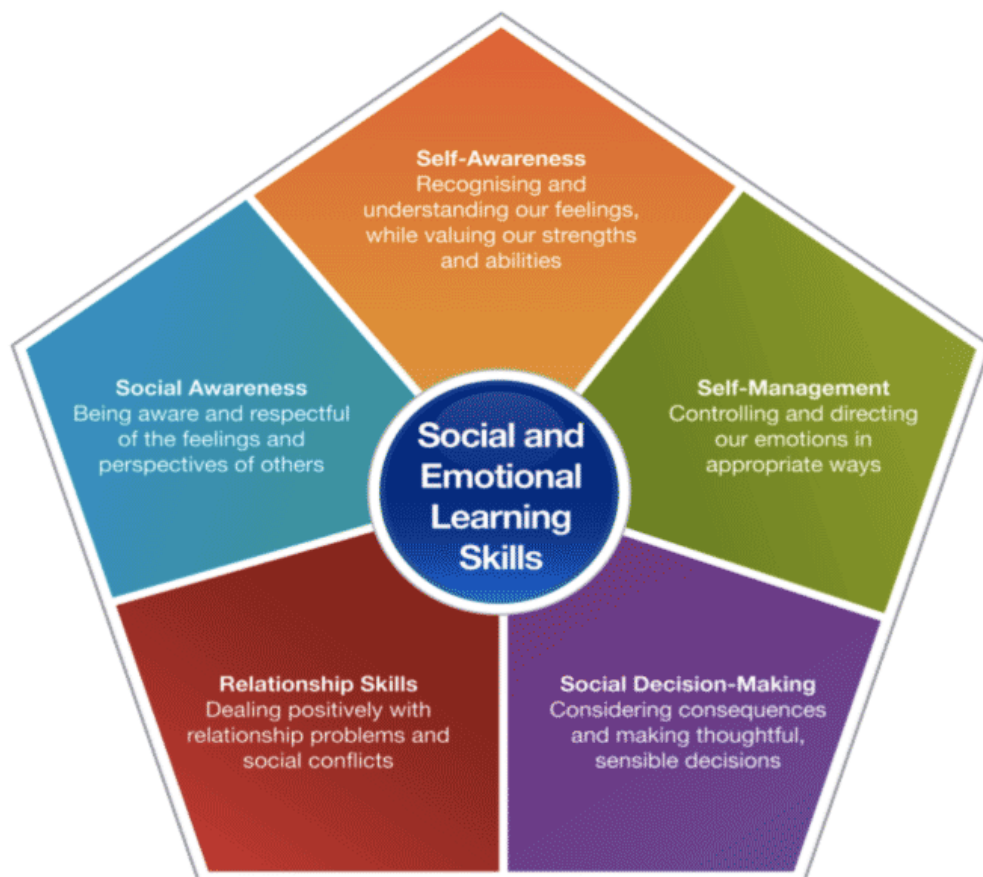 Self-Awareness
Recognising and
understanding our feelings,
while valuing our strengths
and abilities
Social Awareness
Being aware and respectful
of the feelings and
perspectives of others
Self-Management
Controlling and directing
our emotions in
appropriate ways
Social and
Emotional
Learning
Skills
Relationship Skills
Dealing positively with
relationship problems and
social conflicts
Social Decision-Making
Considering consequences
and making thoughtful,
sensible decisions